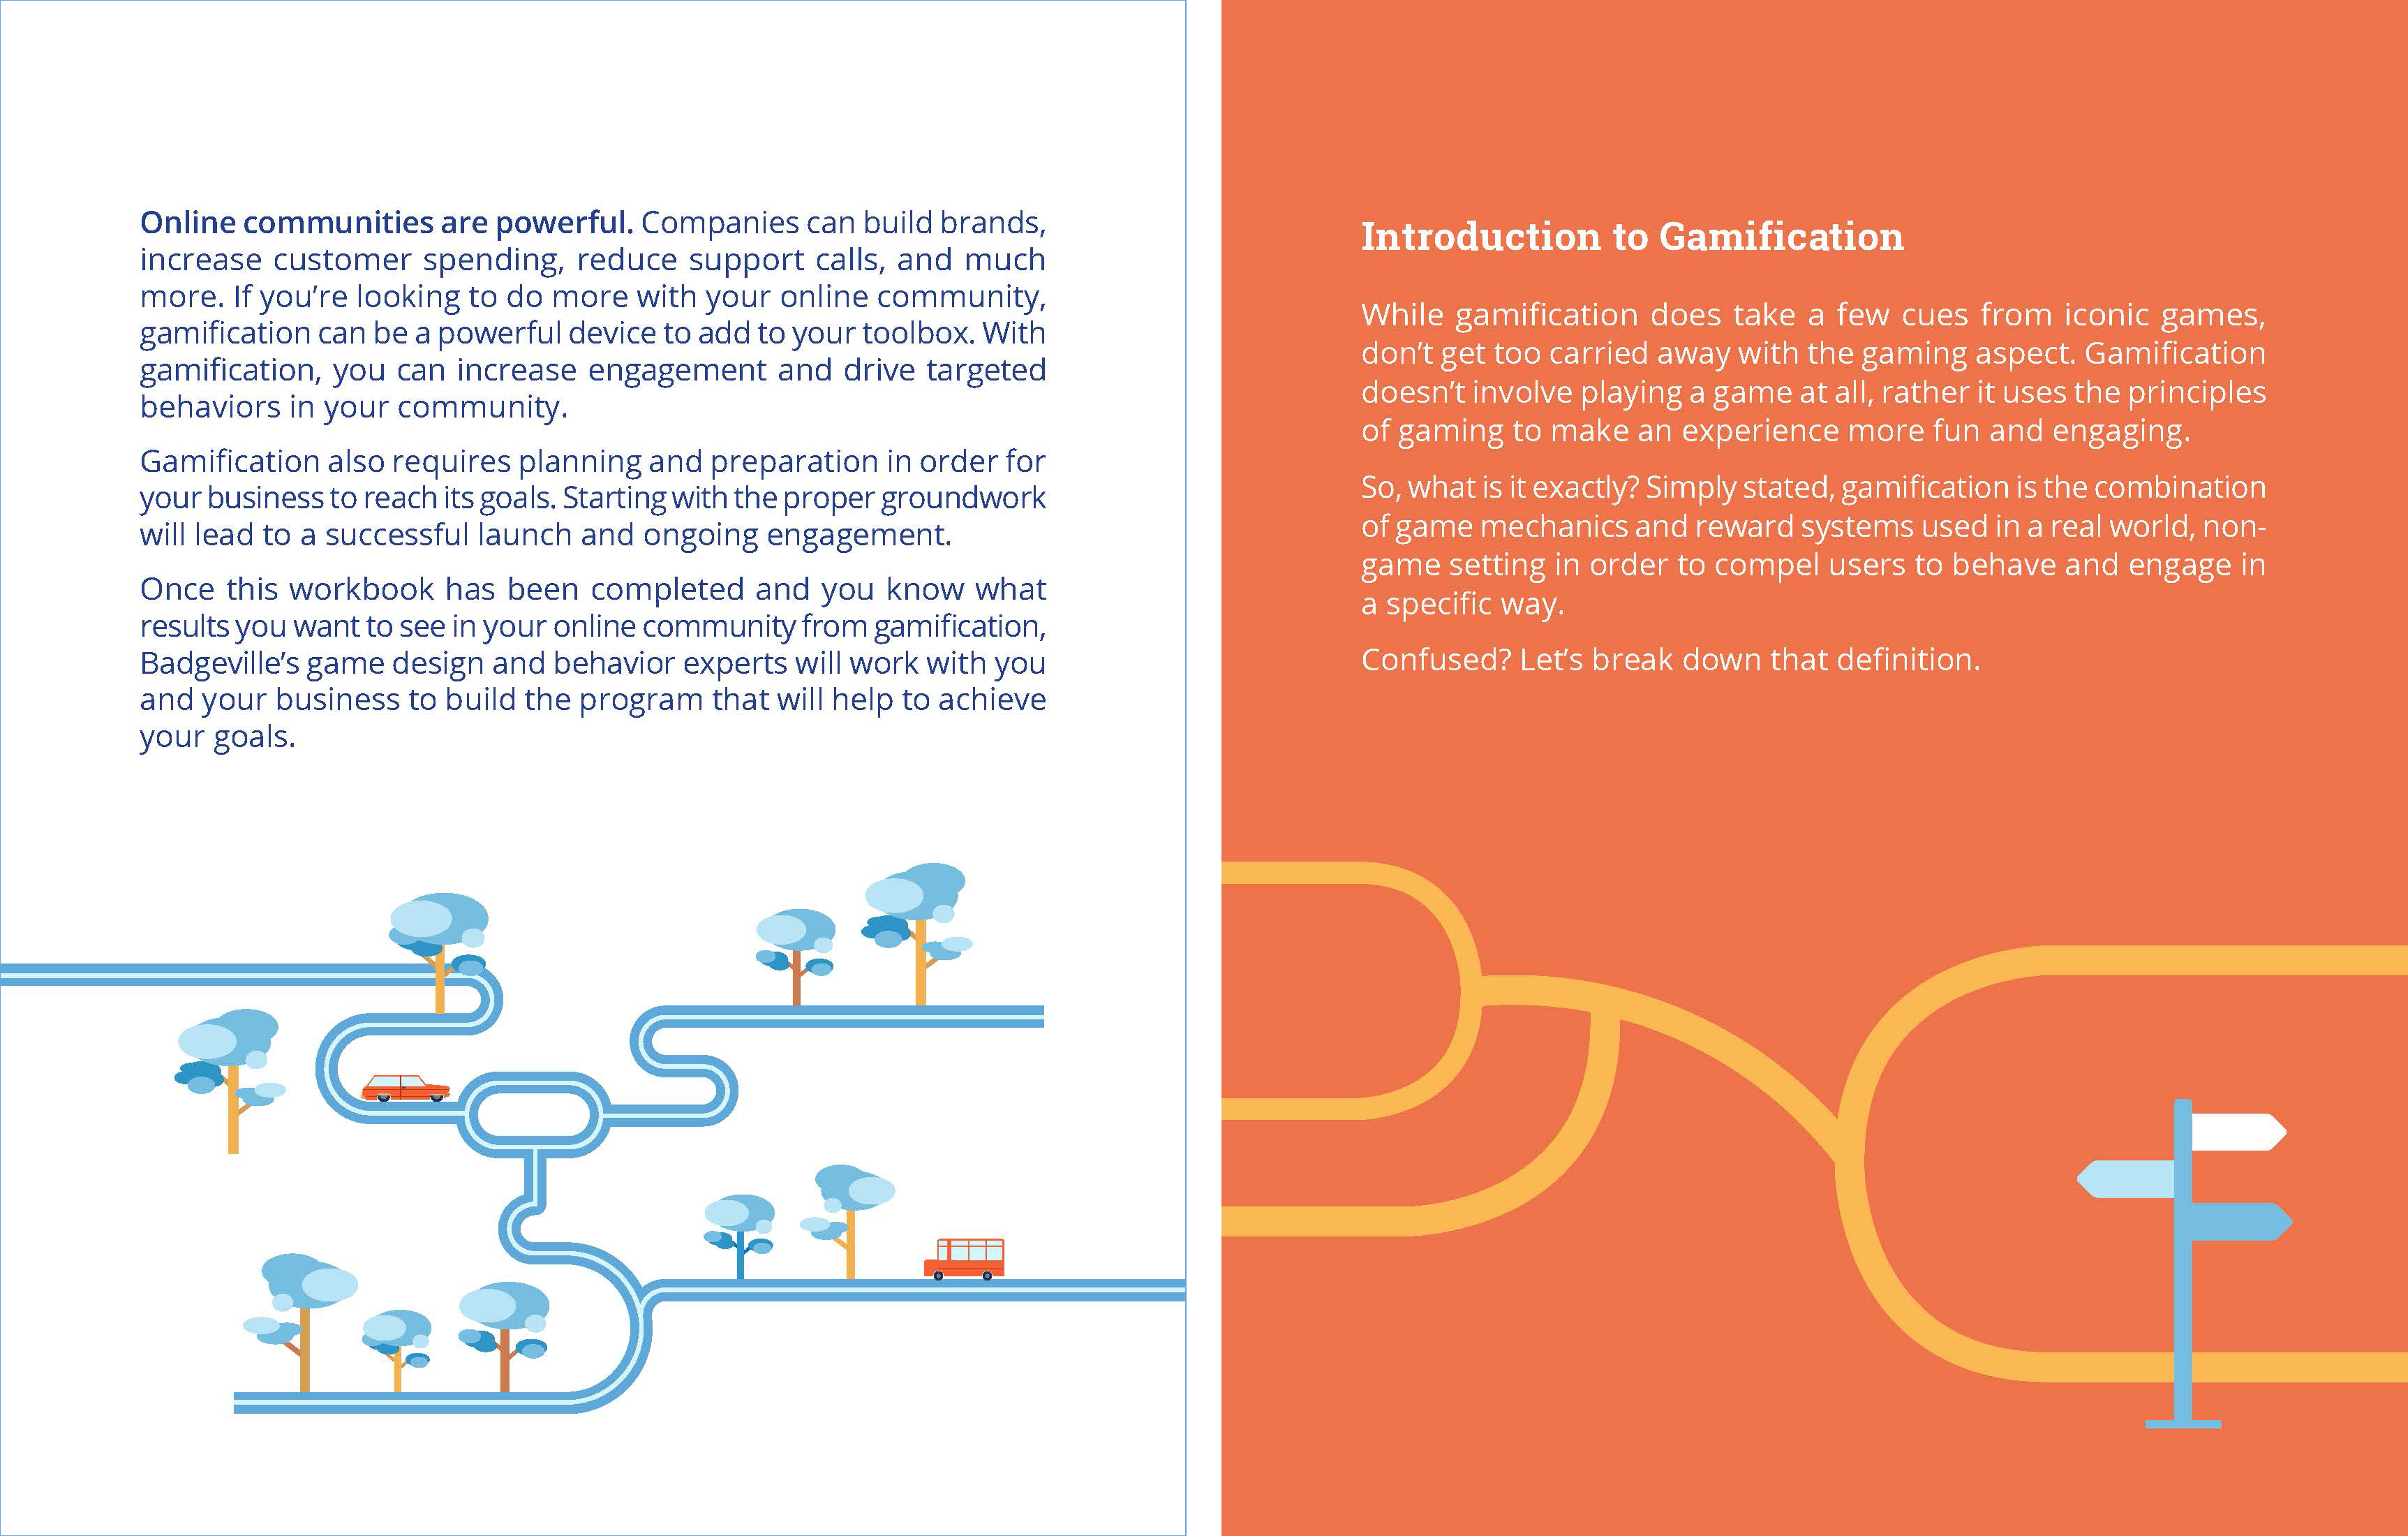 Online communities are powerful. Companies can build brands,
increase customer spending, reduce support calls, and much
more. If you’re looking to do more with your online community,
gamification can be a powerful device to add to your toolbox. With
gamification, you can increase engagement and drive targeted
behaviors in your community.
Gamification also requires planning and preparation in order for
your business to reach its goals. Starting with the proper groundwork
will lead to a successful launch and ongoing engagement.
Once this workbook has been completed and you know what
results you want to see in your online community from gamification,
Badgeville’s game design and behavior experts will work with you
and your business to build the program that will help to achieve
your goals.
Introduction to Gamification
While gamification does take a few cues from iconic games,
don’t get too carried away with the gaming aspect. Gamification
doesn’t involve playing a game at all, rather it uses the principles
of gaming to make an experience more fun and engaging.
So, what is it exactly? Simply stated, gamification is the combination
of game mechanics and reward systems used in a real world, non-
game setting in order to compel users to behave and engage in
a specific way.
Confused? Let’s break down that definition.